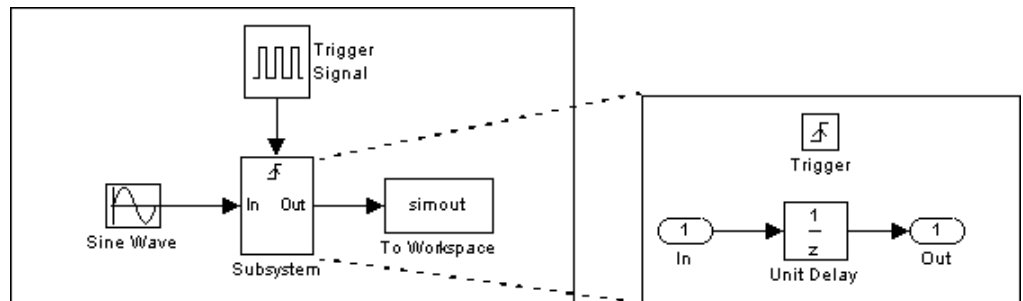 Trigger
Signal
In
Out
Sine Wave
simout
To Workspace
Subsystem
Trigger
1
In
1
z
Unit Delay
1
Out